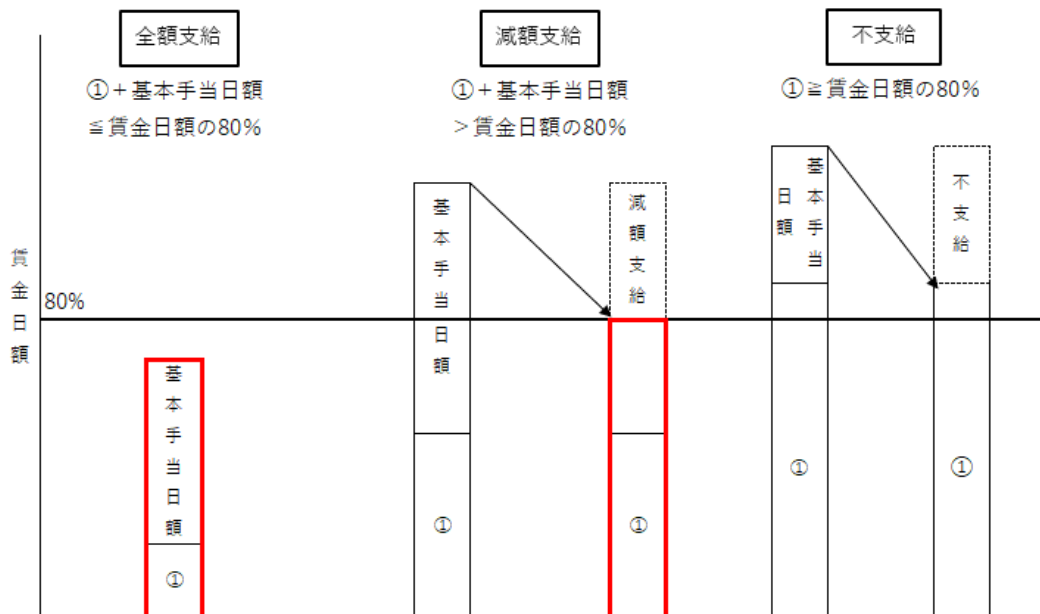 全額支給
①+基本手当日額
≦賃金日額の80%
減額支給
①+基本手当日額
>賃金日額の80%
不支給
①≧賃金日額の80%
賃金日額
80%
基本手当日額
①
基本手当日額
①
減額支給
①
基本手当
日額
①
不支給
①